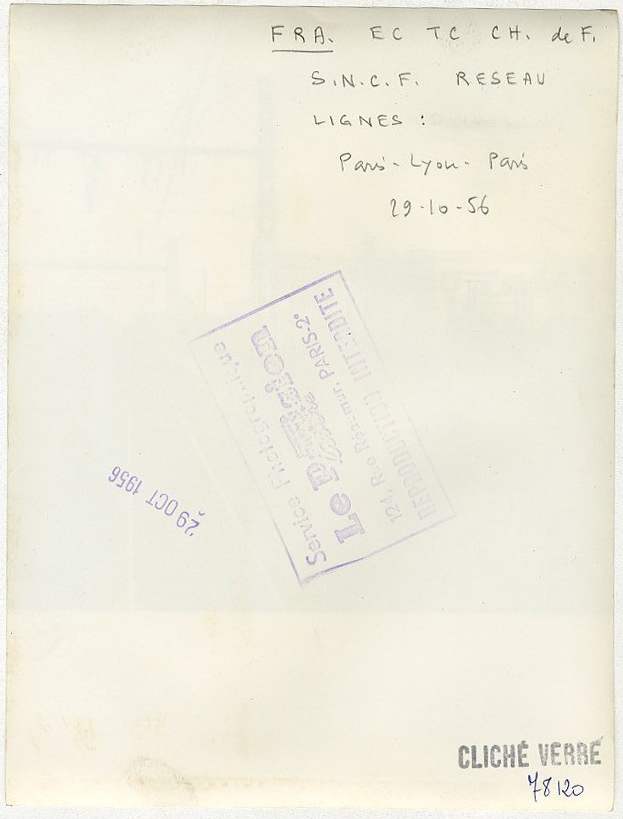 FRA. EC TC CH. de F.
S.N.C.F. RESEAU
LIGNES :
Paris - Lyon - Paris
29-10-56
Service Photographique
Le Parisien
124, Rue Réaumur, PARIS-2e
REPRODUCTION INTERDITE
29 OCT 1956
CLICHÉ VERRE
78120